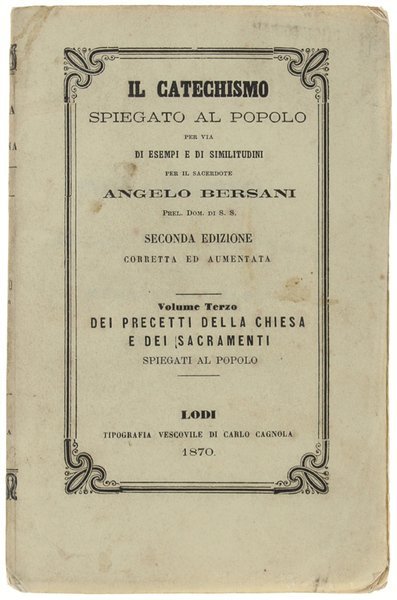 IL CATECHISMO
SPIEGATO AL POPOLO
PER VIA
DI ESEMPI E DI SIMILITUDINI
PER IL SACERDOTE
ANGELO BERSANI
PREL. DOM. DI S. S.
SECONDA EDIZIONE
CORRETTA ED AUMENTATA
Volume Terzo
DEI PRECETTI DELLA CHIESA
E DEI SACRAMENTI
SPIEGATI AL POPOLO
LODI
TIPOGRAFIA VESCOVILE DI CARLO CAGNOLA
1870.